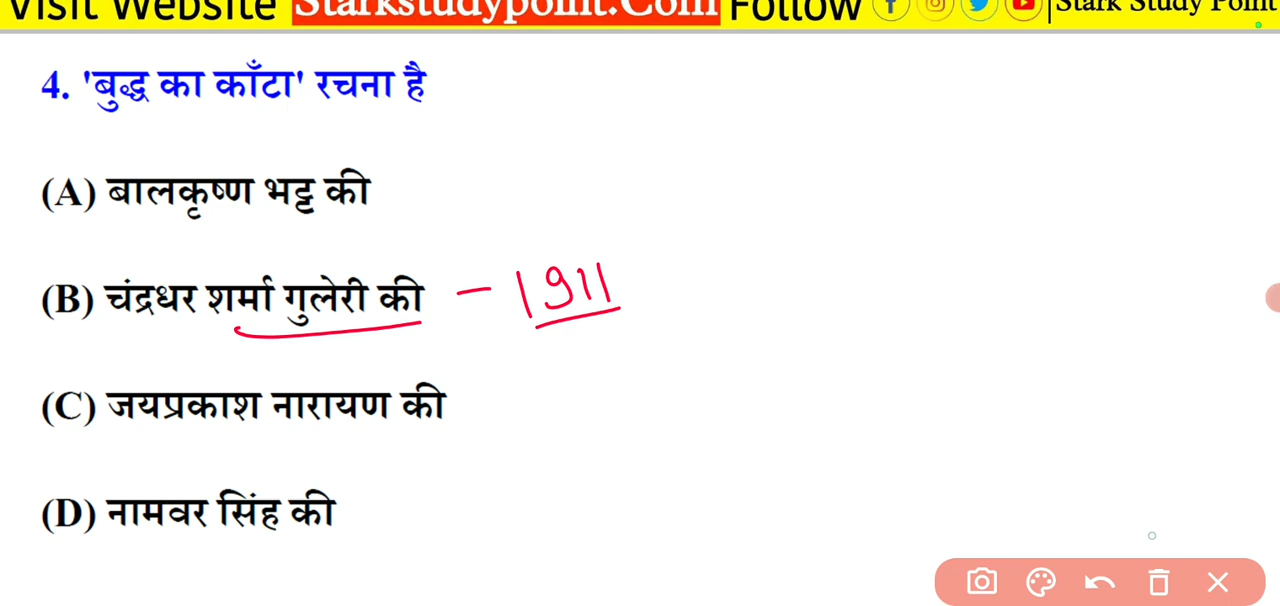 Visit Website Starkstudypoint.Com Follow Stark Study Point
4. 'बुद्ध का काँटा' रचना है
(A) बालकृष्ण भट्ट की
(B) चंद्रधर शर्मा गुलेरी की - 1911
(C) जयप्रकाश नारायण की
(D) नामवर सिंह की